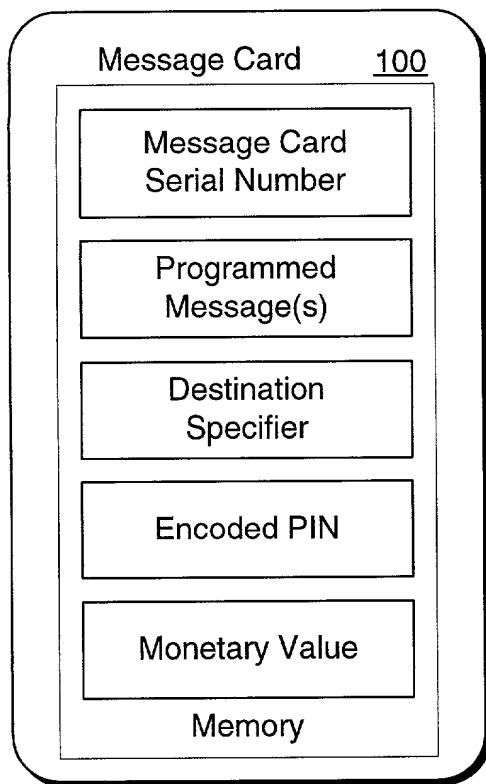 Message Card 100
Message Card
Serial Number
Programmed
Message(s)
Destination
Specifier
Encoded PIN
Monetary Value
Memory